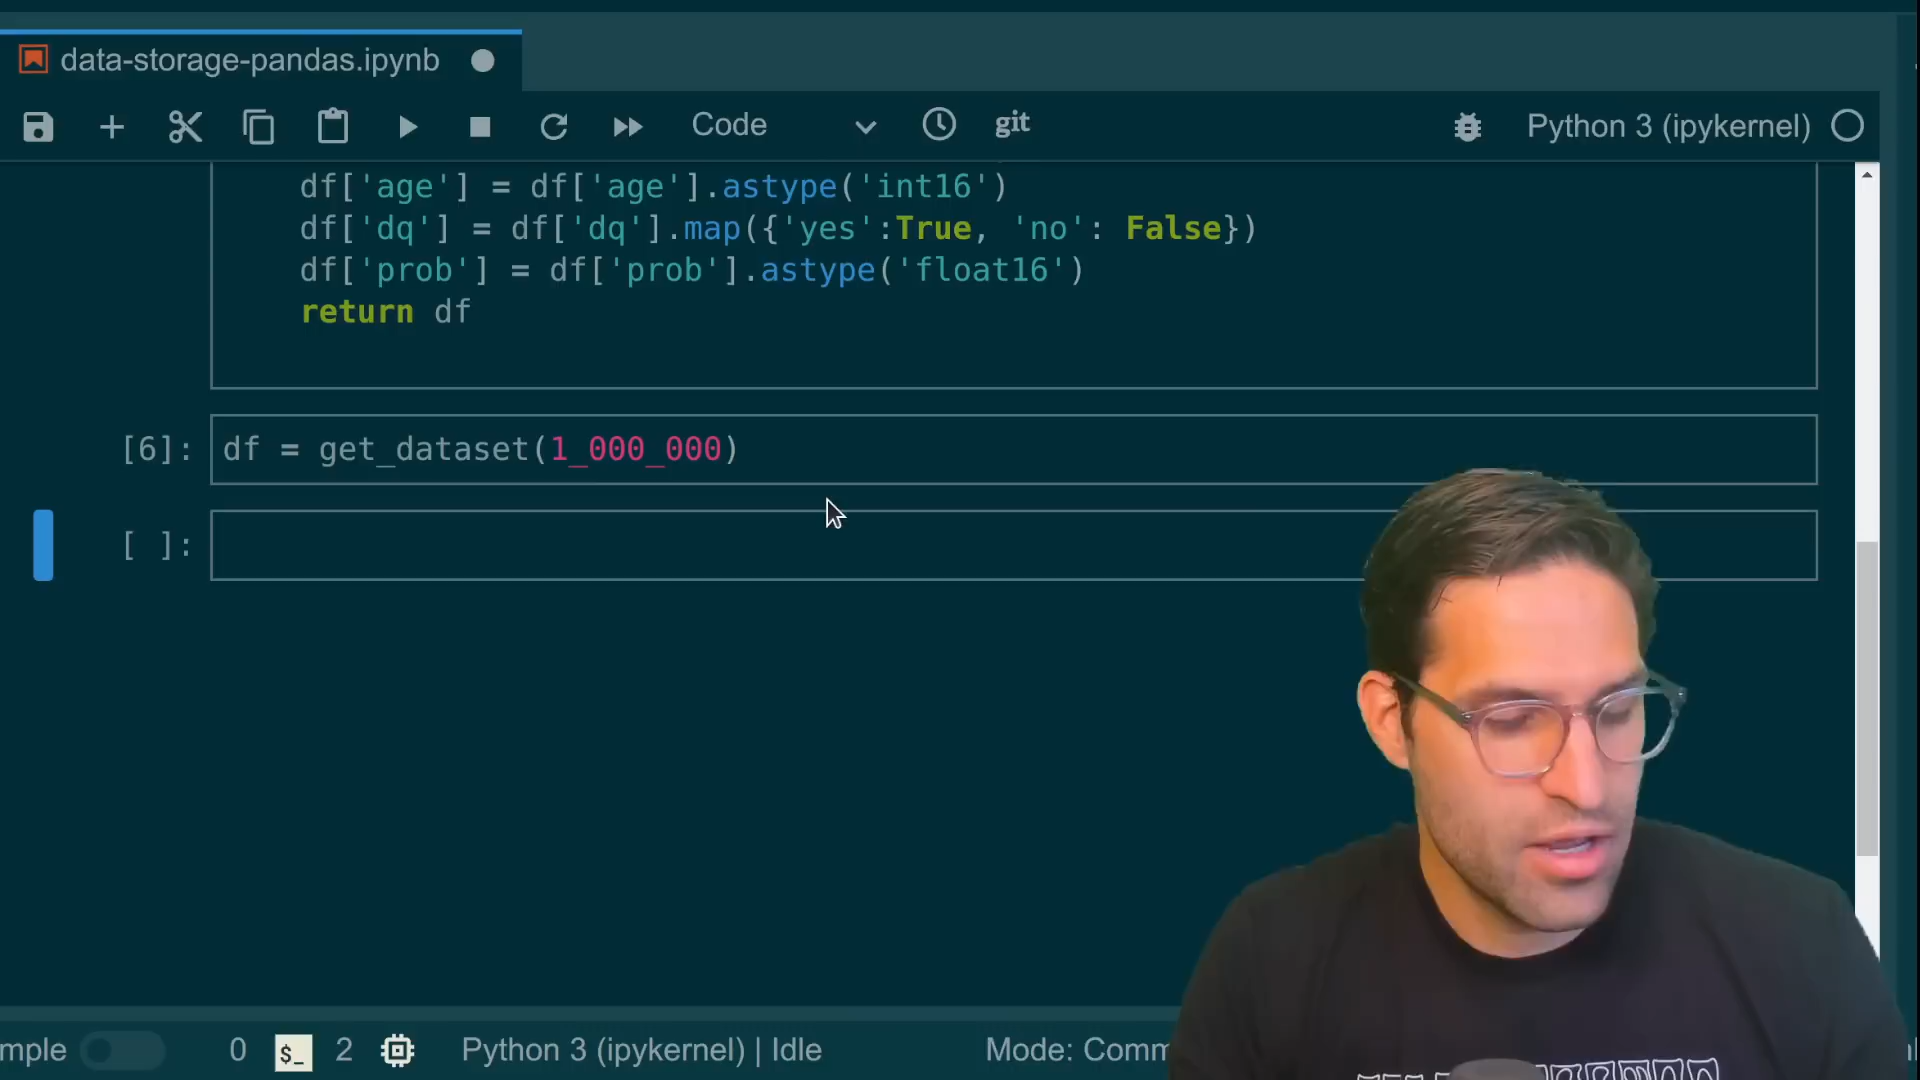 data-storage-pandas.ipynb
Code
git
Python 3 (ipykernel)
df['age'] = df['age'].astype('int16')
df['dq'] = df['dq'].map({'yes':True, 'no': False})
df['prob'] = df['prob'].astype('float16')
return df
[6]: df = get_dataset(1_000_000)
[ ]:
mple 0 $_ 2 Python 3 (ipykernel) | Idle Mode: Comm